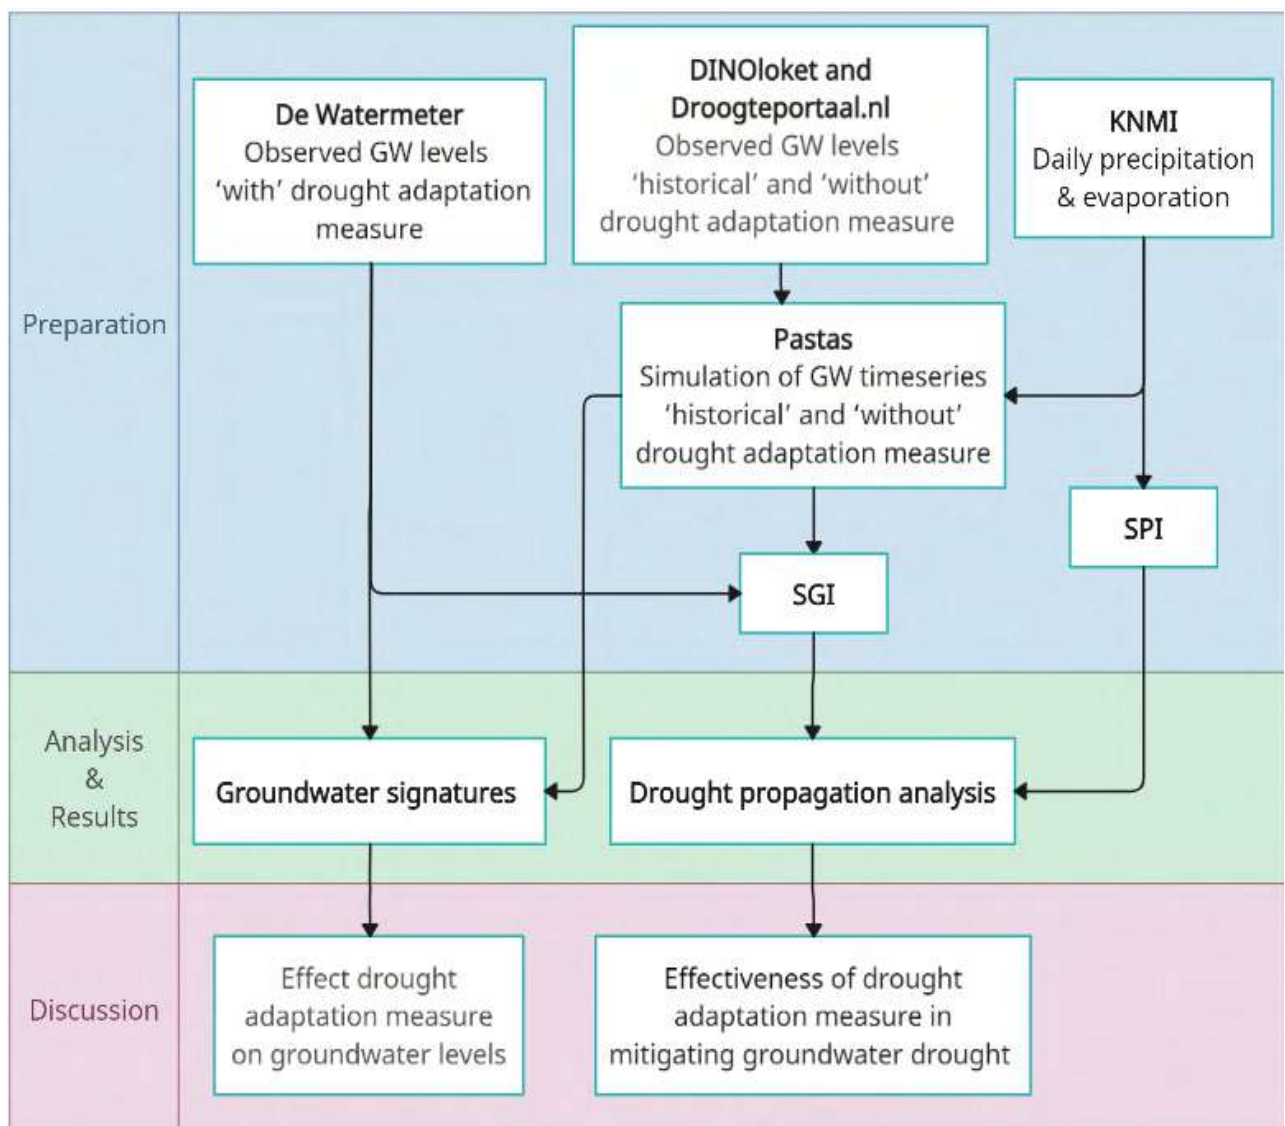 Preparation
De Watermeter
Observed GW levels
‘with’ drought adaptation
measure
DINOloket and
Droogteportaal.nl
Observed GW levels
‘historical’ and ‘without’
drought adaptation measure
KNMI
Daily precipitation
& evaporation
Pastas
Simulation of GW timeseries
‘historical’ and ‘without’
drought adaptation measure
SPI
SGI
Analysis
&
Results
Groundwater signatures
Drought propagation analysis
Discussion
Effect drought
adaptation measure
on groundwater levels
Effectiveness of drought
adaptation measure in
mitigating groundwater drought